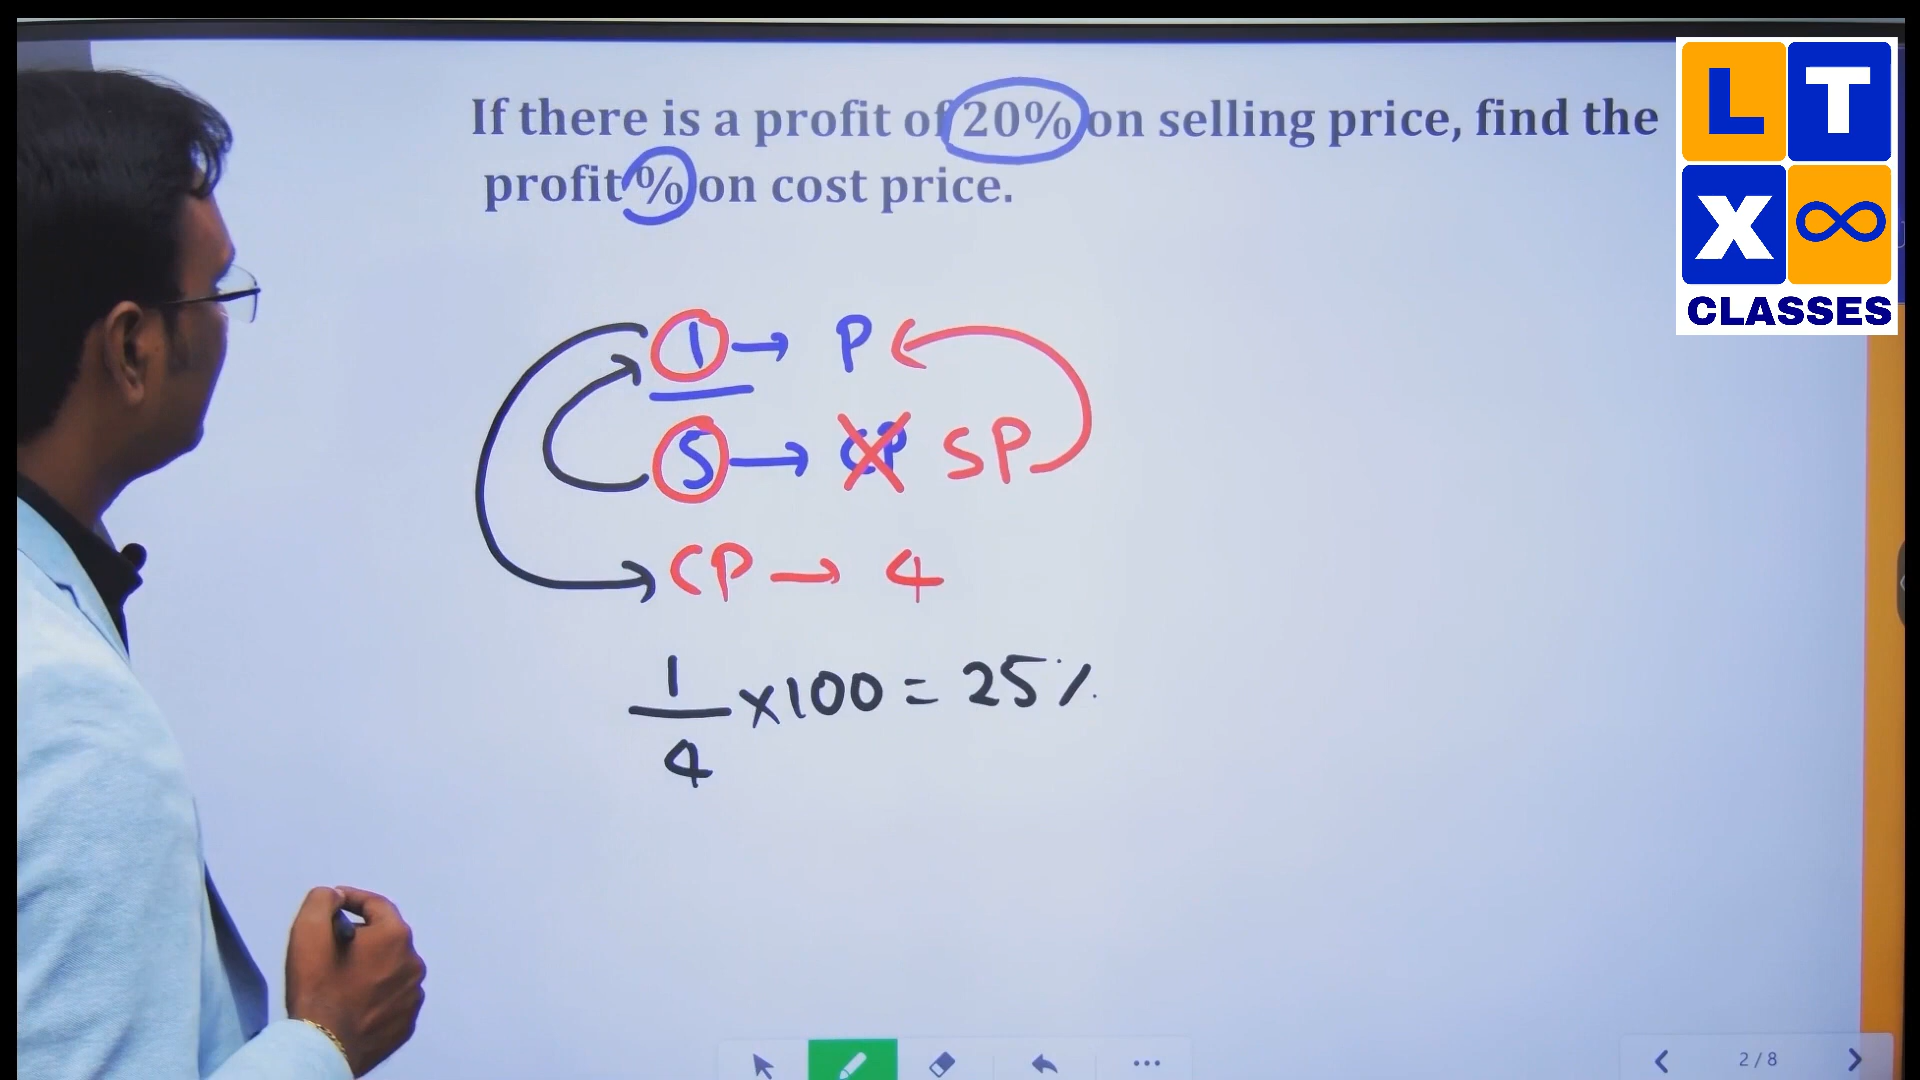 If there is a profit of 20% on selling price, find the
profit % on cost price.
L T
X ∞
CLASSES
1 → P
5 → CP SP
CP → 4
1/4 × 100 = 25%
2 / 8